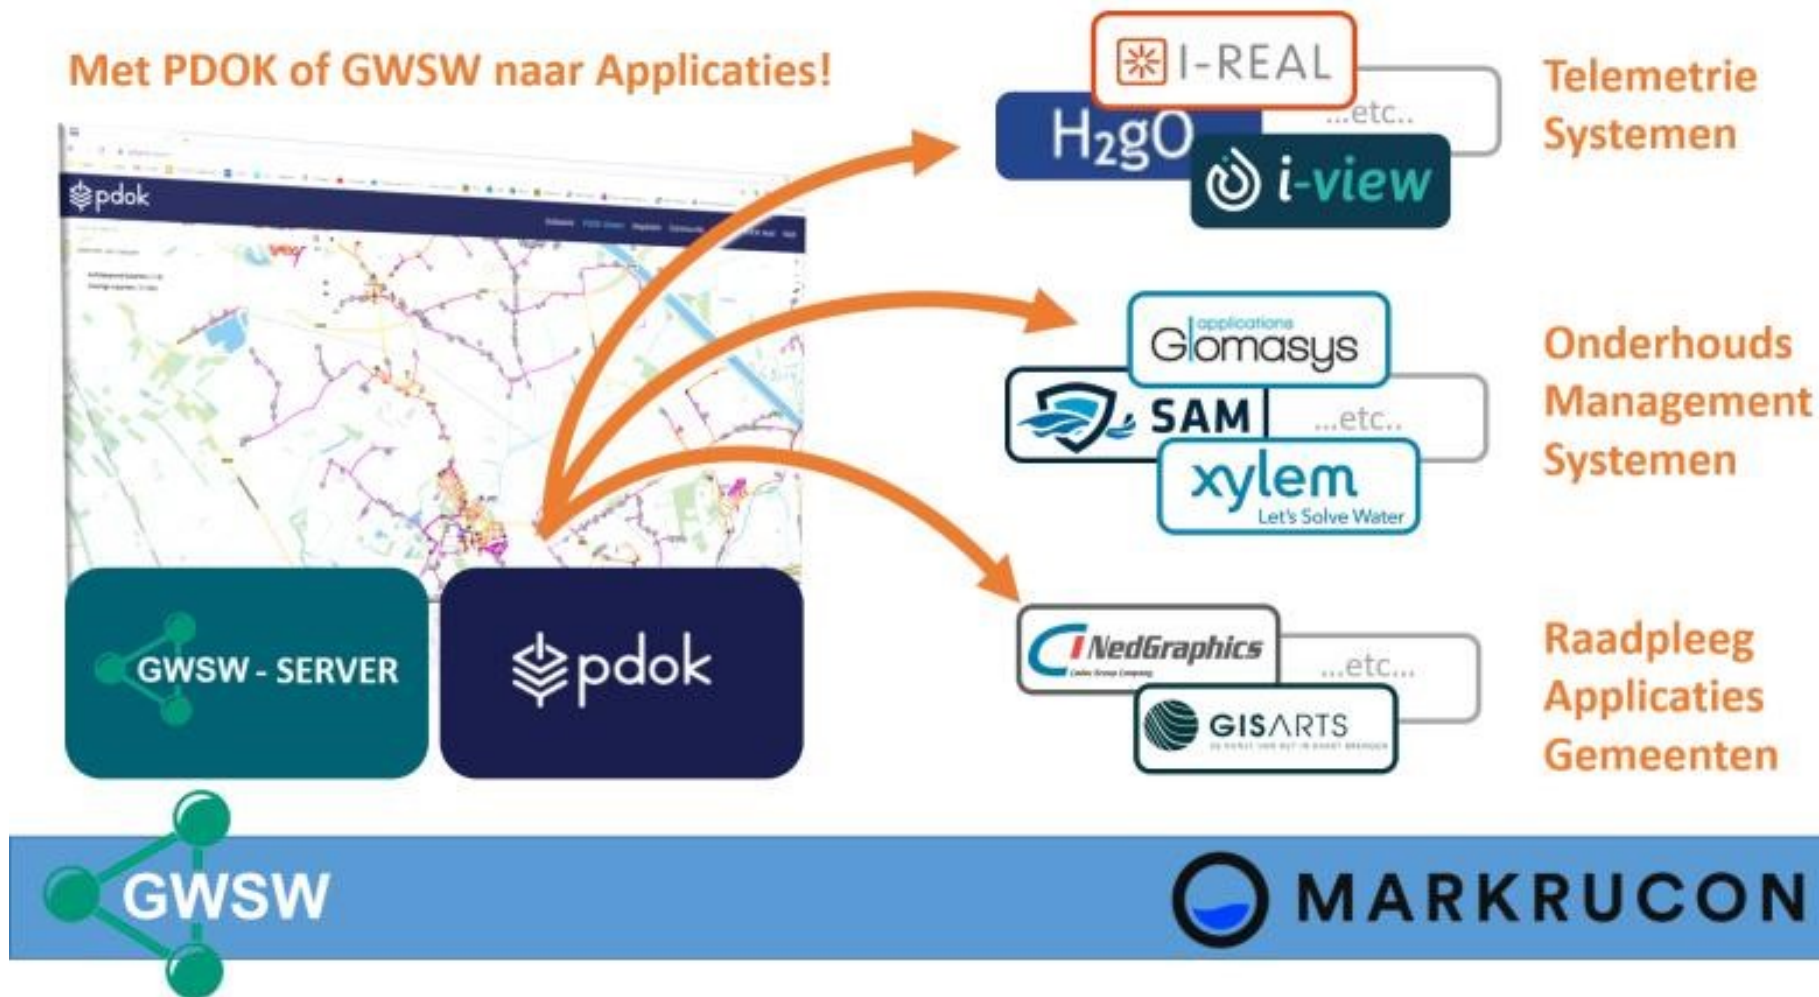 Met PDOK of GWSW naar Applicaties!
pdok
I-REAL
...etc..
H₂gO
i-view
Telemetrie
Systemen
applications
Glomasys
SAM
...etc..
xylem
Let's Solve Water
Onderhouds
Management
Systemen
NedGraphics
...etc...
GISARTS
Raadpleeg
Applicaties
Gemeenten
GWSW - SERVER
pdok
GWSW
MARKRUCON